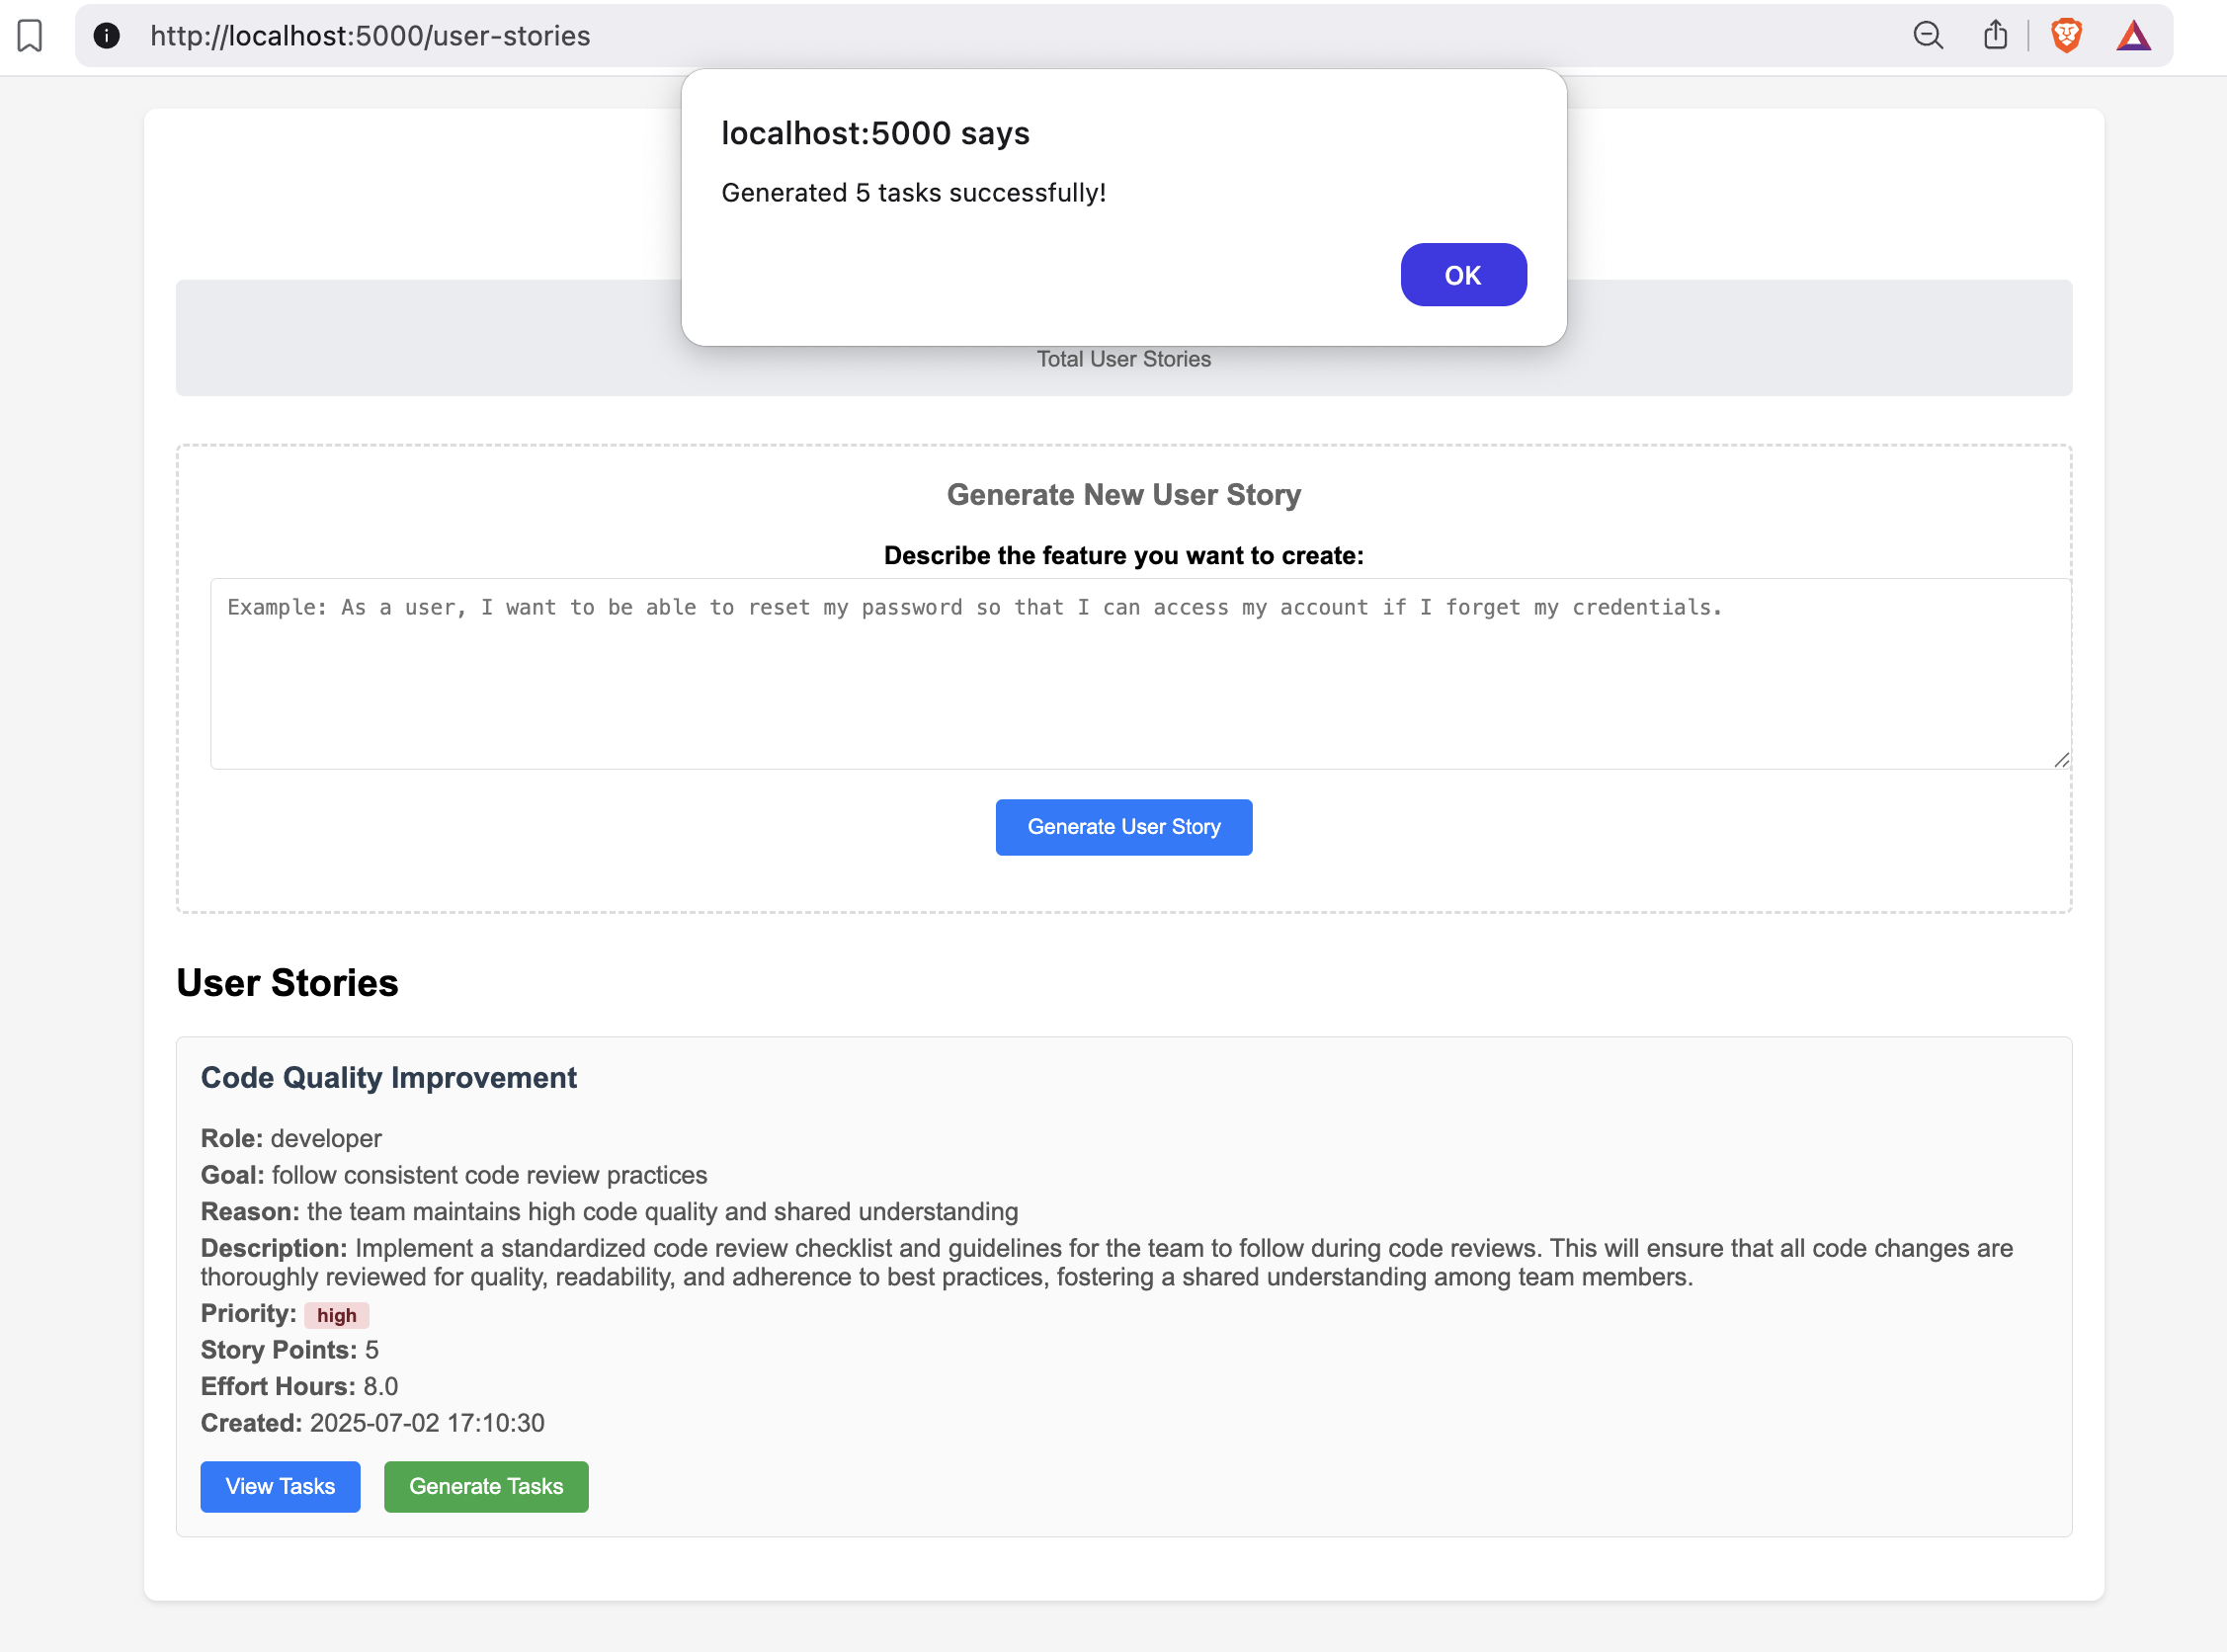 http://localhost:5000/user-stories
localhost:5000 says
Generated 5 tasks successfully!
OK
Total User Stories
Generate New User Story
Describe the feature you want to create:
Example: As a user, I want to be able to reset my password so that I can access my account if I forget my credentials.
Generate User Story
User Stories
Code Quality Improvement
Role: developer
Goal: follow consistent code review practices
Reason: the team maintains high code quality and shared understanding
Description: Implement a standardized code review checklist and guidelines for the team to follow during code reviews. This will ensure that all code changes are
thoroughly reviewed for quality, readability, and adherence to best practices, fostering a shared understanding among team members.
Priority: high
Story Points: 5
Effort Hours: 8.0
Created: 2025-07-02 17:10:30
View Tasks Generate Tasks